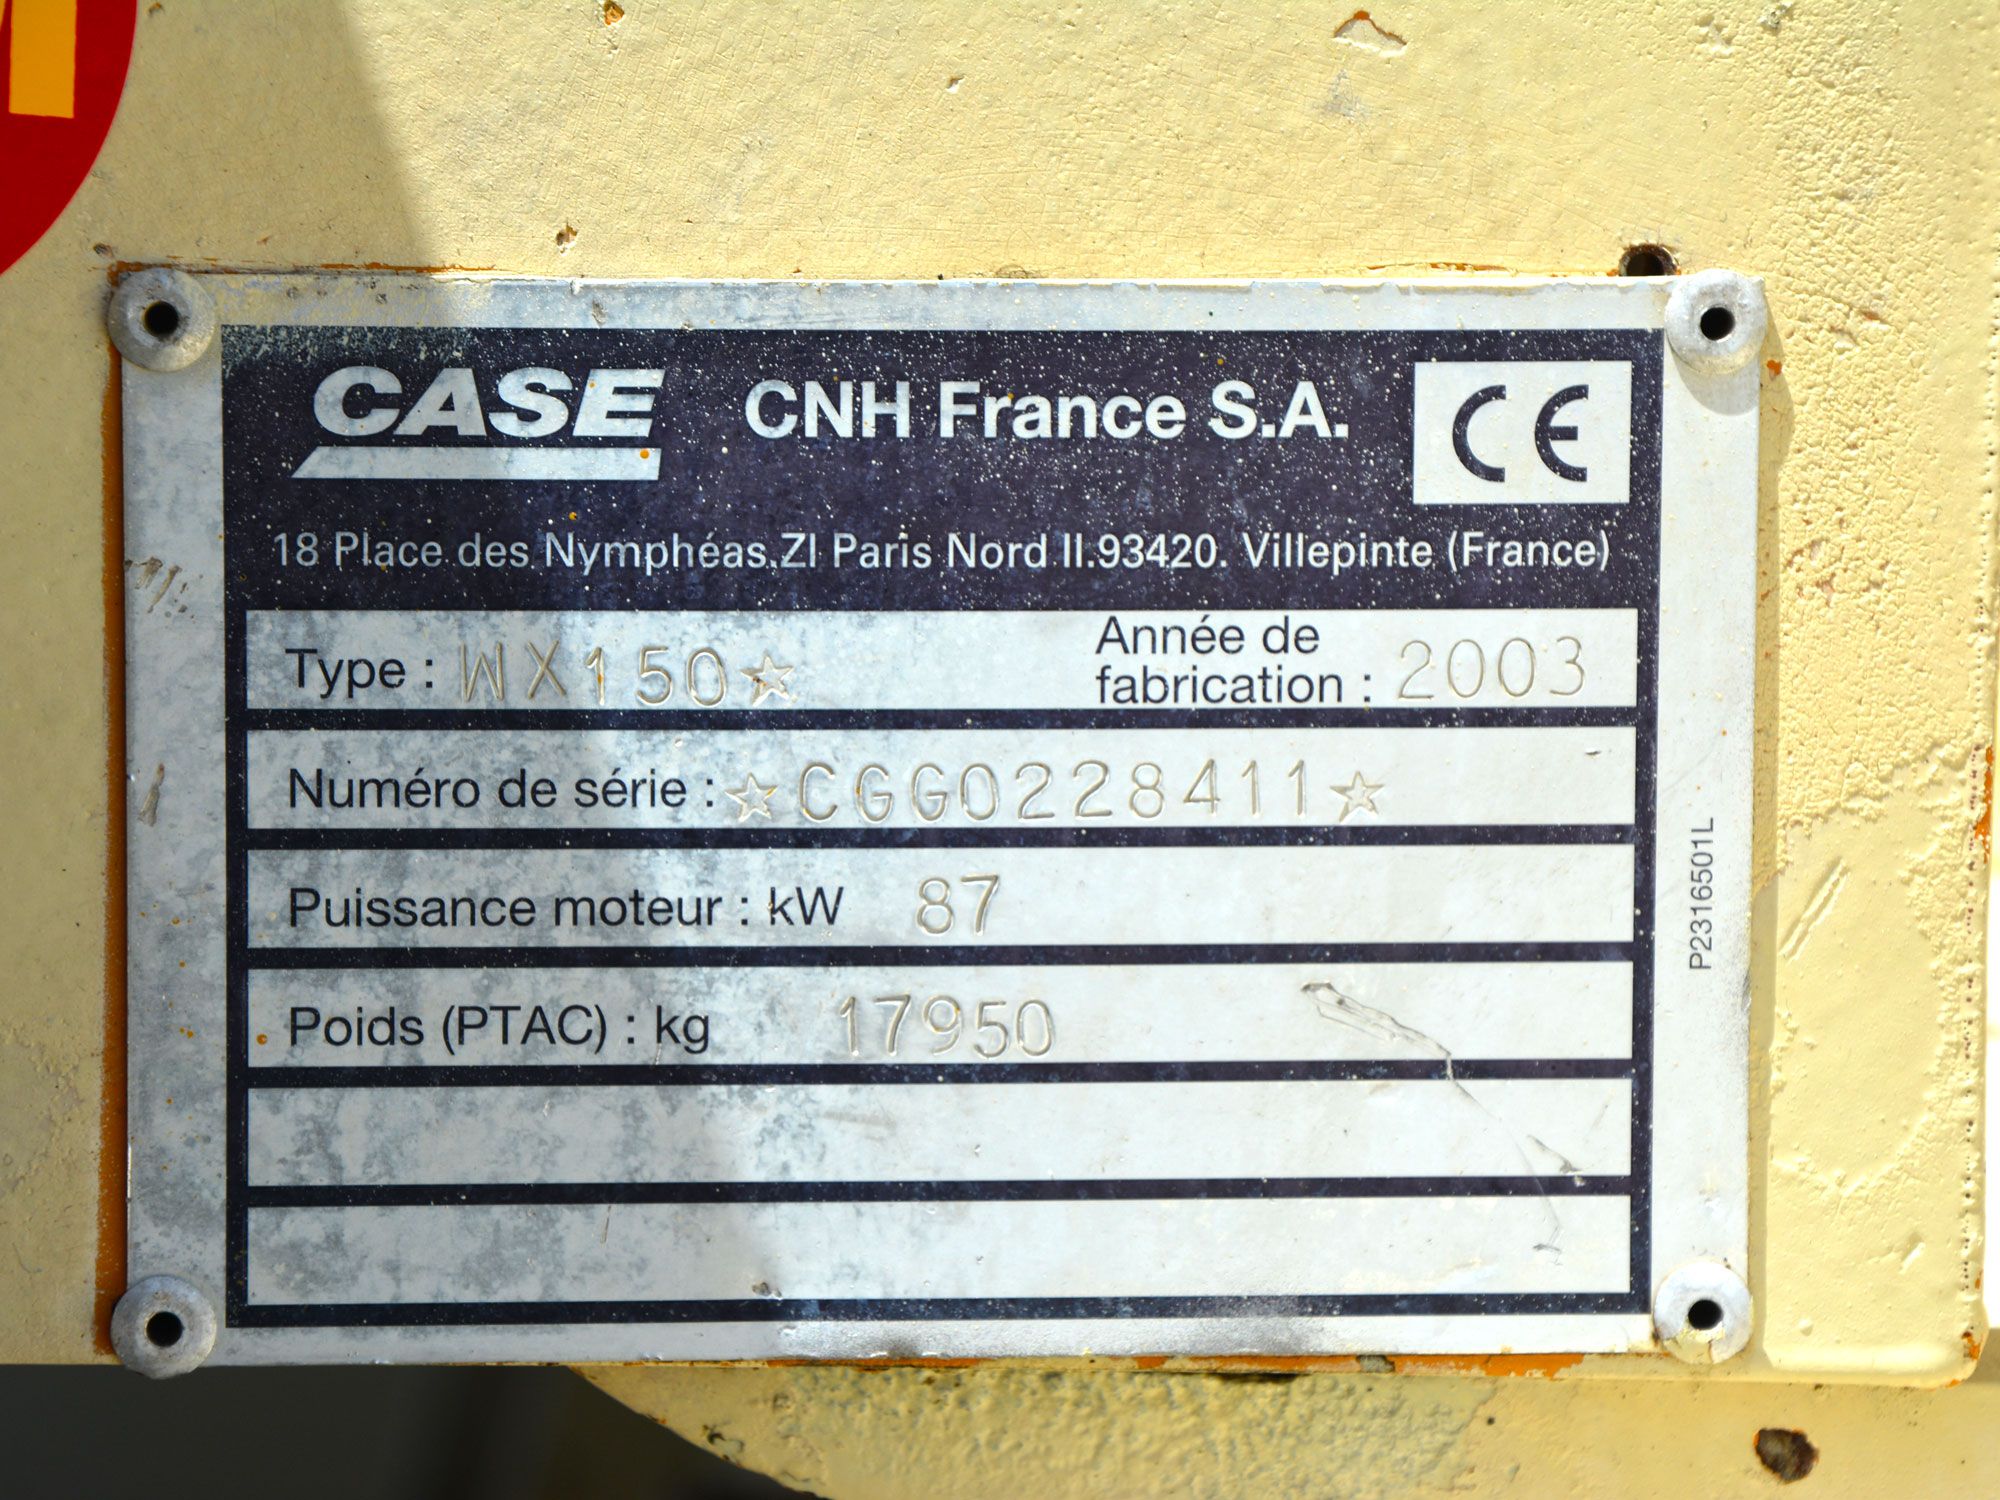 CASE CNH France S.A. CE
18 Place des Nymphéas.ZI Paris Nord II.93420. Villepinte (France)
Type : WX150☆ Année de fabrication : 2003
Numéro de série : ☆CGG0228411☆
Puissance moteur : kW 87
Poids (PTAC) : kg 17950
P2316501L